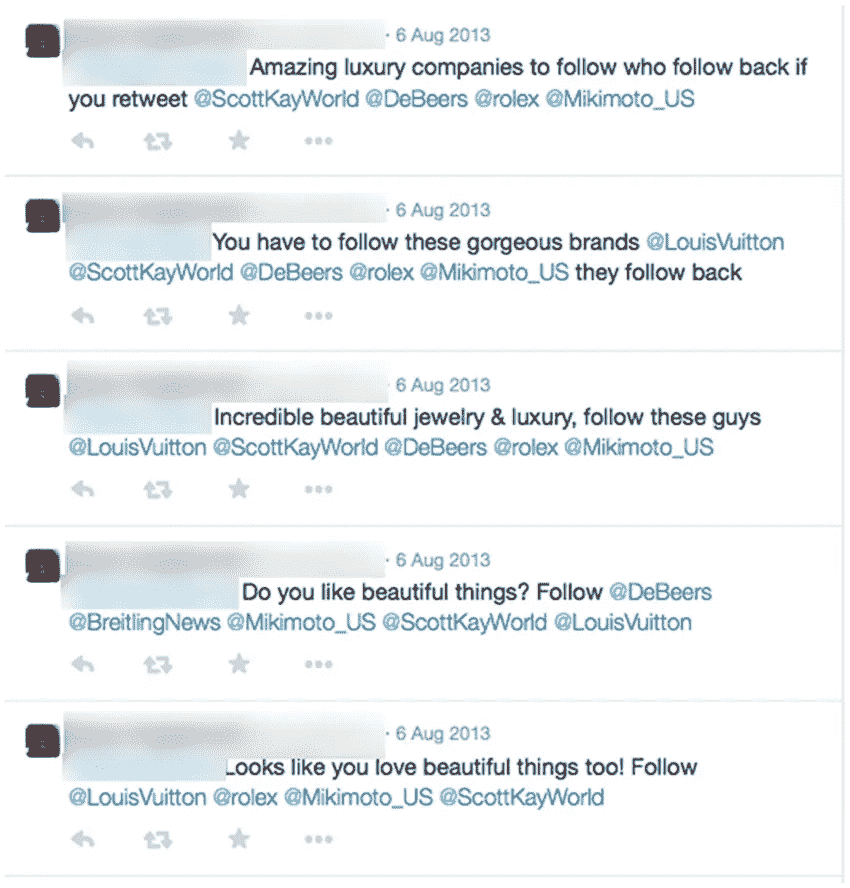 · 6 Aug 2013
Amazing luxury companies to follow who follow back if
you retweet @ScottKayWorld @DeBeers @rolex @Mikimoto_US
· 6 Aug 2013
You have to follow these gorgeous brands @LouisVuitton
@ScottKayWorld @DeBeers @rolex @Mikimoto_US they follow back
· 6 Aug 2013
Incredible beautiful jewelry & luxury, follow these guys
@LouisVuitton @ScottKayWorld @DeBeers @rolex @Mikimoto_US
· 6 Aug 2013
Do you like beautiful things? Follow @DeBeers
@BreitlingNews @Mikimoto_US @ScottKayWorld @LouisVuitton
· 6 Aug 2013
Looks like you love beautiful things too! Follow
@LouisVuitton @rolex @Mikimoto_US @ScottKayWorld